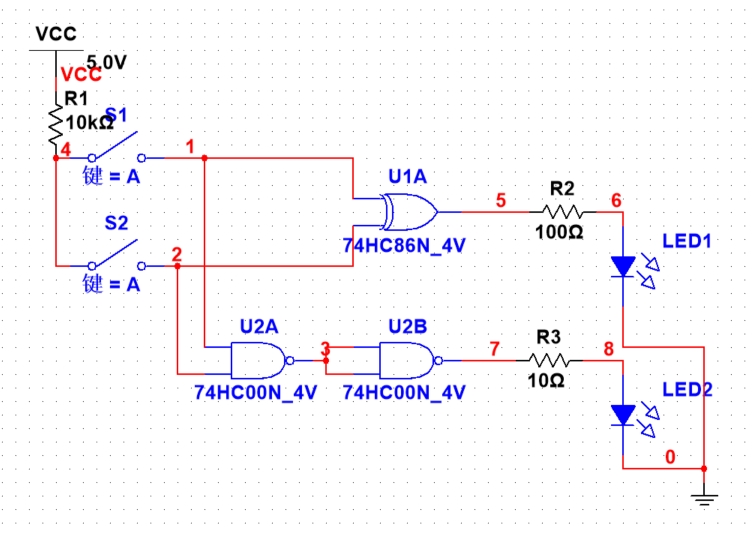 VCC
5.0V
VCC
R1
10kΩ
S1
4
1
键 = A
S2
2
键 = A
U1A
74HC86N_4V
5
R2
100Ω
6
LED1
U2A
74HC00N_4V
3
U2B
74HC00N_4V
7
R3
10Ω
8
LED2
0